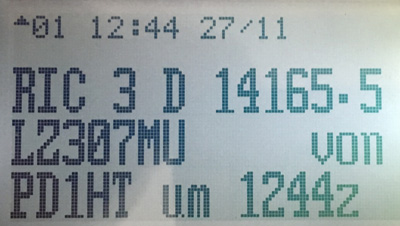 01 12:44 27/11
RIC 3 D 14165.5
LZ307MU von
PD1HT um 1244z